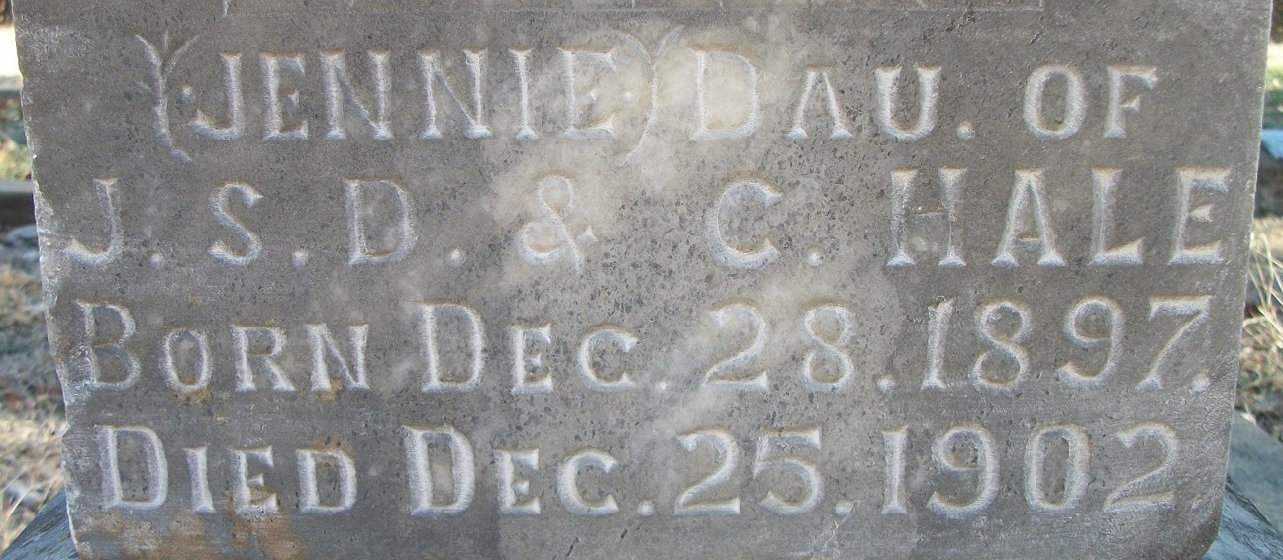 (JENNIE) DAU. OF
J. S. D. & C. HALE
BORN DEC. 28. 1897.
DIED DEC. 25. 1902